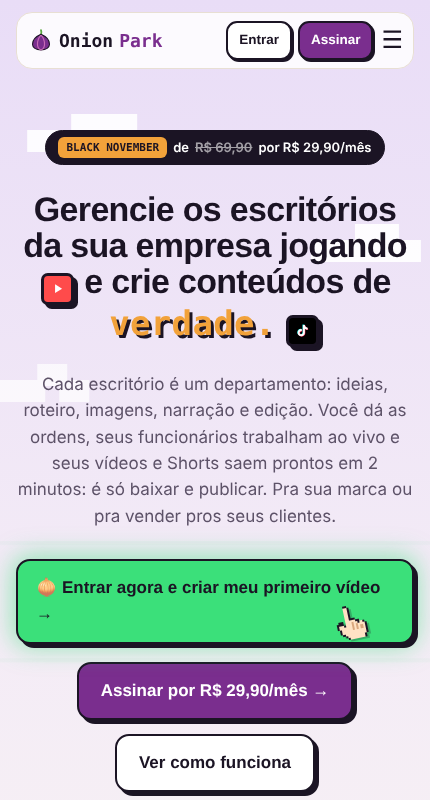 Onion Park
Entrar
Assinar
BLACK NOVEMBER de R$ 69,90 por R$ 29,90/mês
Gerencie os escritórios
da sua empresa jogando
e crie conteúdos de
verdade.
Cada escritório é um departamento: ideias,
roteiro, imagens, narração e edição. Você dá as
ordens, seus funcionários trabalham ao vivo e
seus vídeos e Shorts saem prontos em 2
minutos: é só baixar e publicar. Pra sua marca ou
pra vender pros seus clientes.
Entrar agora e criar meu primeiro vídeo
→
Assinar por R$ 29,90/mês →
Ver como funciona